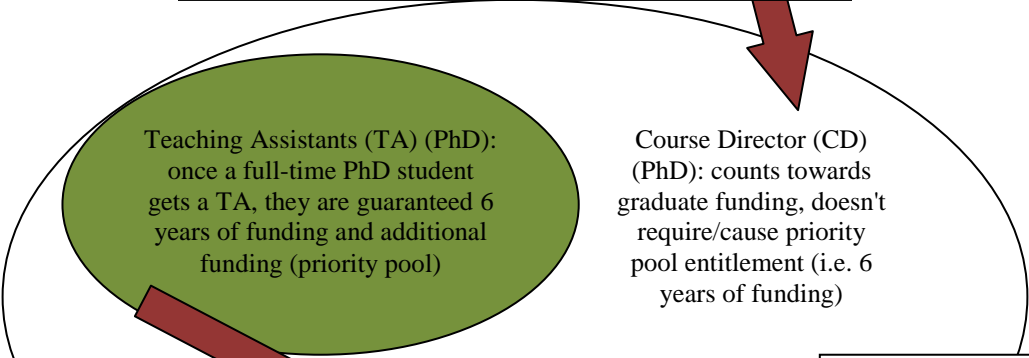 Teaching Assistants (TA) (PhD):
once a full-time PhD student
gets a TA, they are guaranteed 6
years of funding and additional
funding (priority pool)
Course Director (CD)
(PhD): counts towards
graduate funding, doesn't
require/cause priority
pool entitlement (i.e. 6
years of funding)